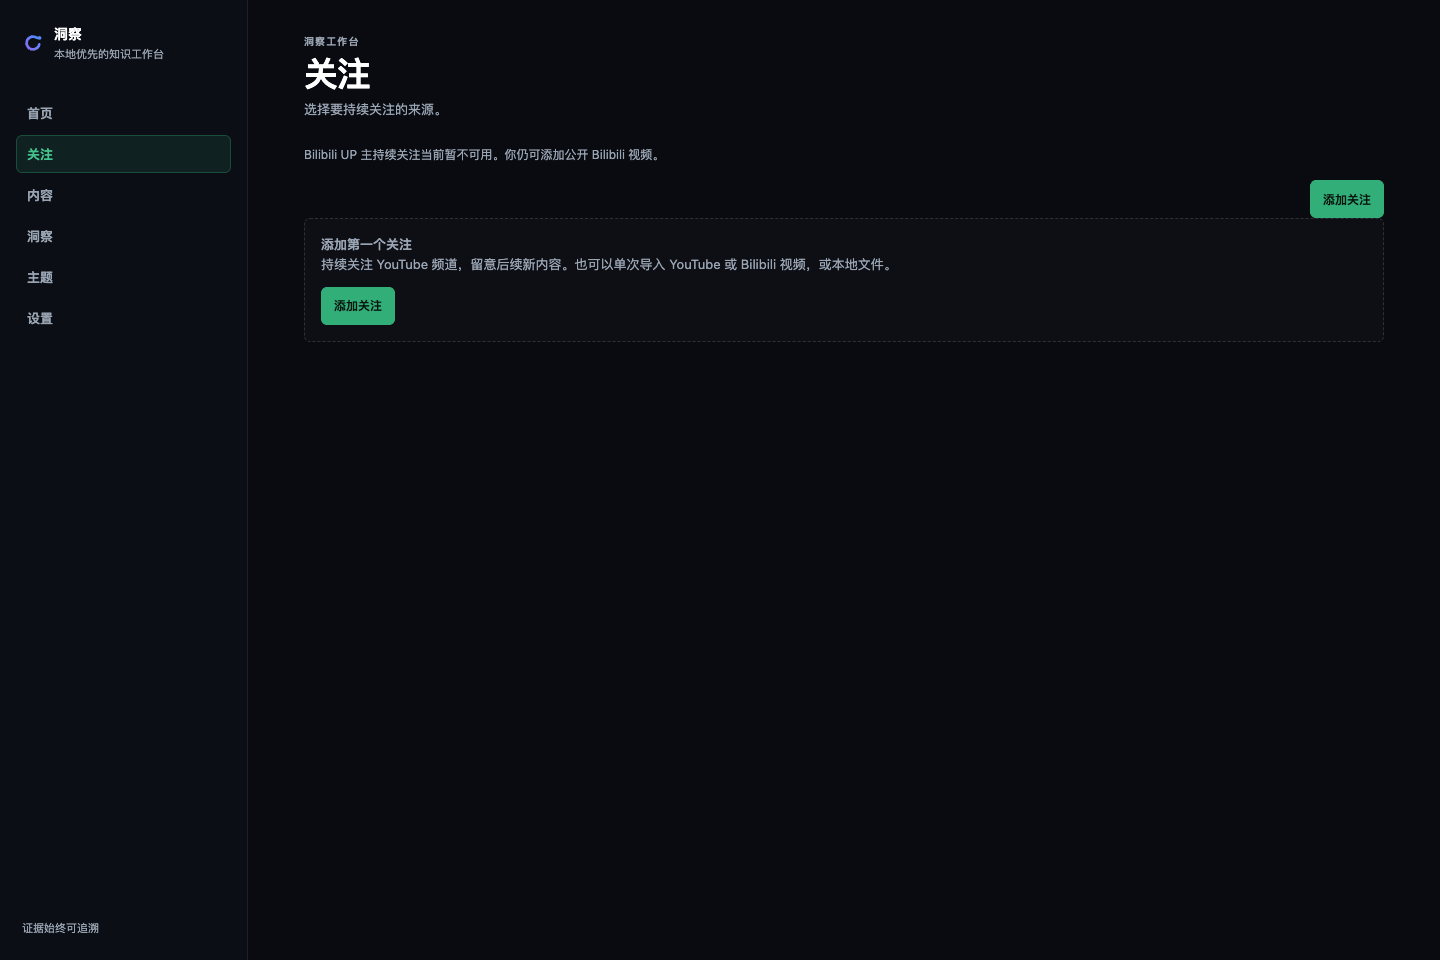 洞察
本地优先的知识工作台
首页
关注
内容
洞察
主题
设置
证据始终可追溯
洞察工作台
关注
选择要持续关注的来源。
Bilibili UP 主持续关注当前暂不可用。你仍可添加公开 Bilibili 视频。
添加关注
添加第一个关注
持续关注 YouTube 频道，留意后续新内容。也可以单次导入 YouTube 或 Bilibili 视频，或本地文件。
添加关注